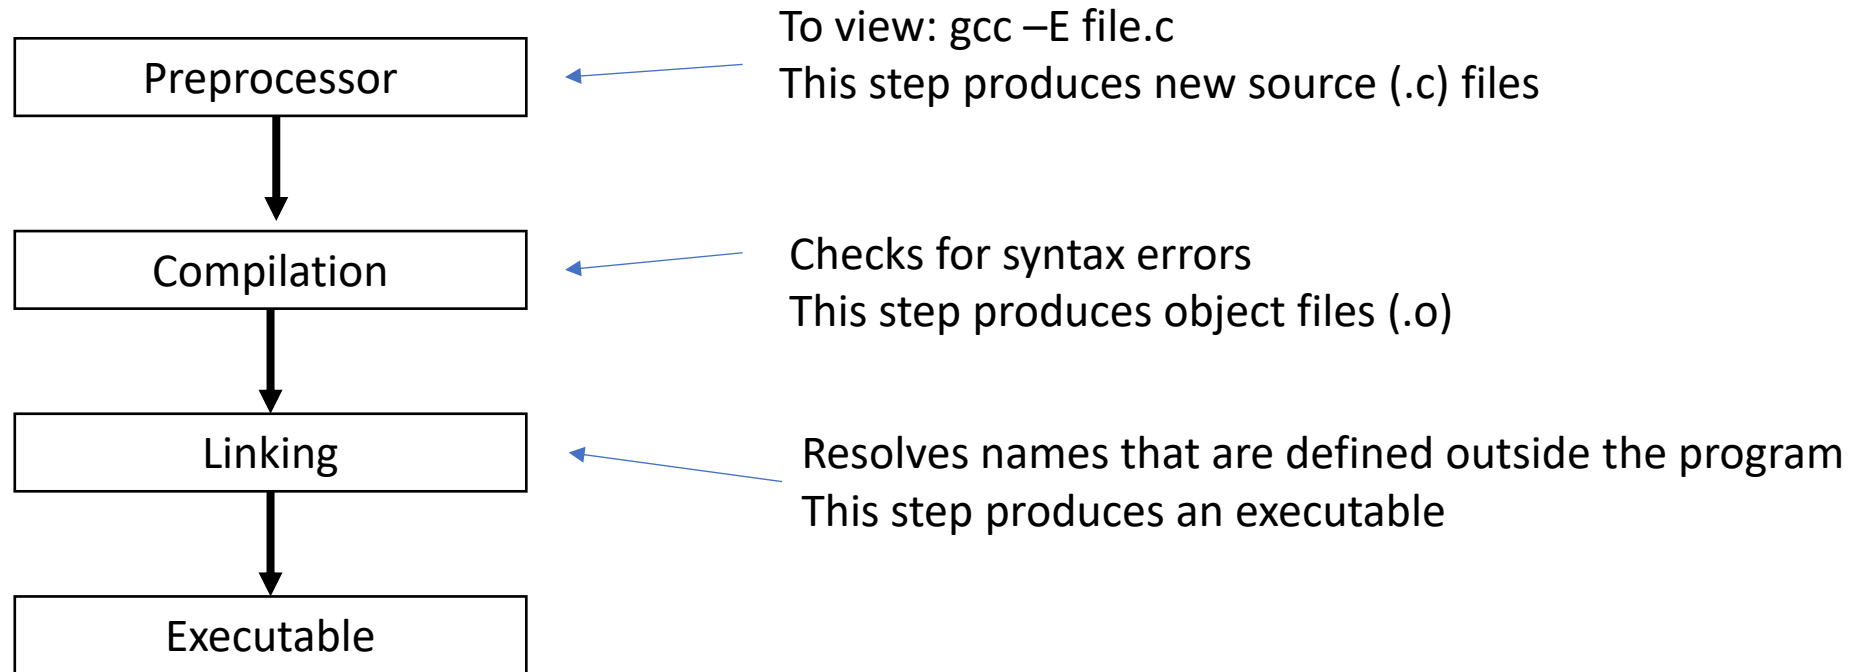 To view: gcc –E file.c
Preprocessor
This step produces new source (.c) files
Checks for syntax errors
Compilation
This step produces object files (.o)
Linking
Resolves names that are defined outside the program
This step produces an executable
Executable